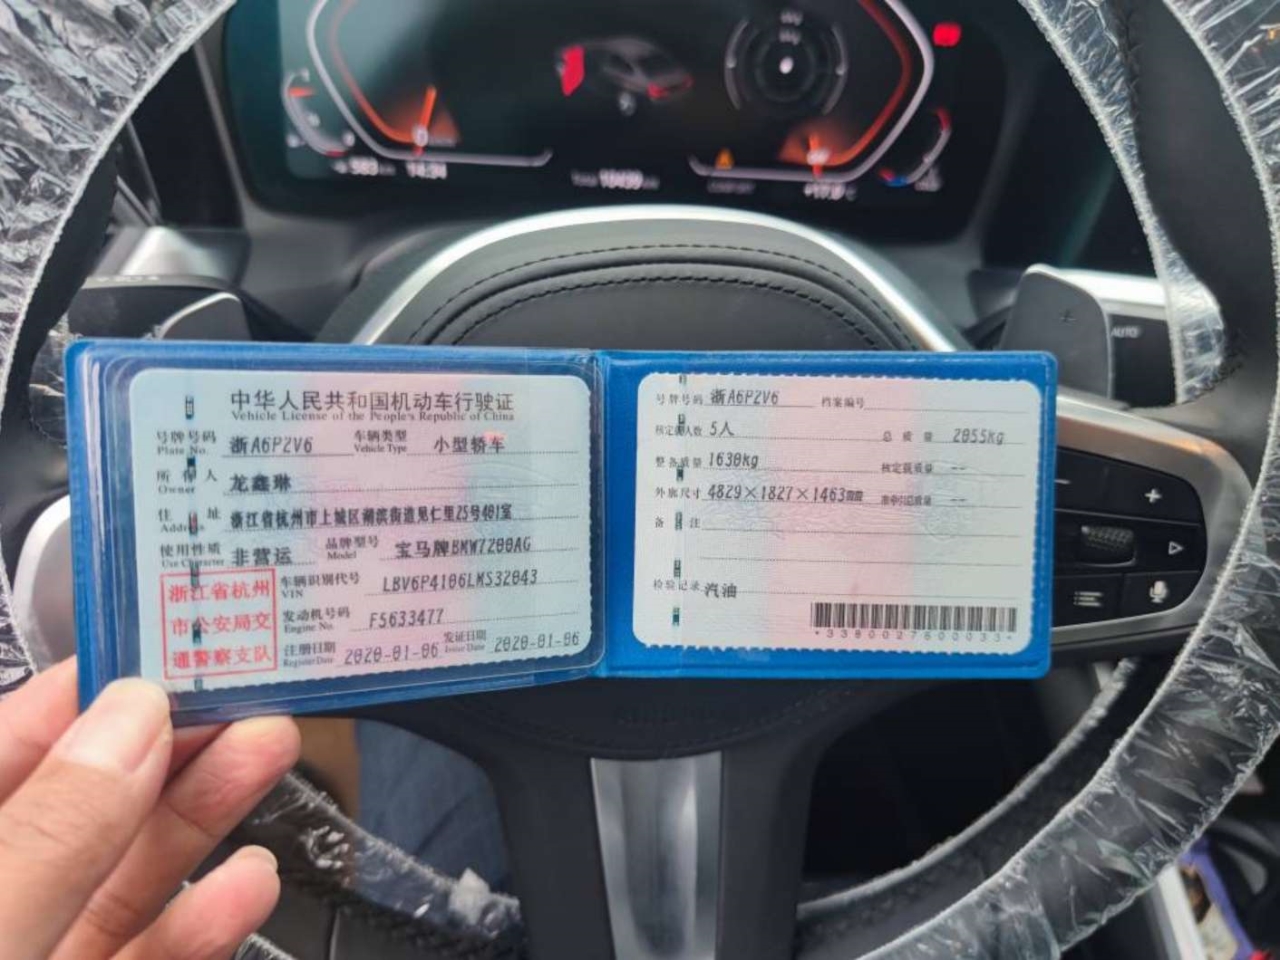 14:34
AUTO
中华人民共和国机动车行驶证
Vehicle License of the People's Republic of China
号牌号码 浙A6P2V6 车辆类型 小型轿车
Plate No. Vehicle Type
所有人 龙鑫琳
Owner
住址 浙江省杭州市上城区湖滨街道见仁里25号401室
Address
使用性质 非营运 品牌型号 宝马牌BMW7200AG
Use Character Model
浙江省杭州
市公安局交
通警察支队
车辆识别代号 LBV6P4106LMS32043
VIN
发动机号码 F5633477
Engine No.
注册日期 2020-01-06 发证日期 2020-01-06
Register Date Issue Date
号牌号码 浙A6P2V6 档案编号
核定载人数 5人 总质量 2055kg
整备质量 1630kg 核定载质量 --
外廓尺寸 4829×1827×1463mm 准牵引总质量 --
备注
检验记录 汽油
*3380027600033*